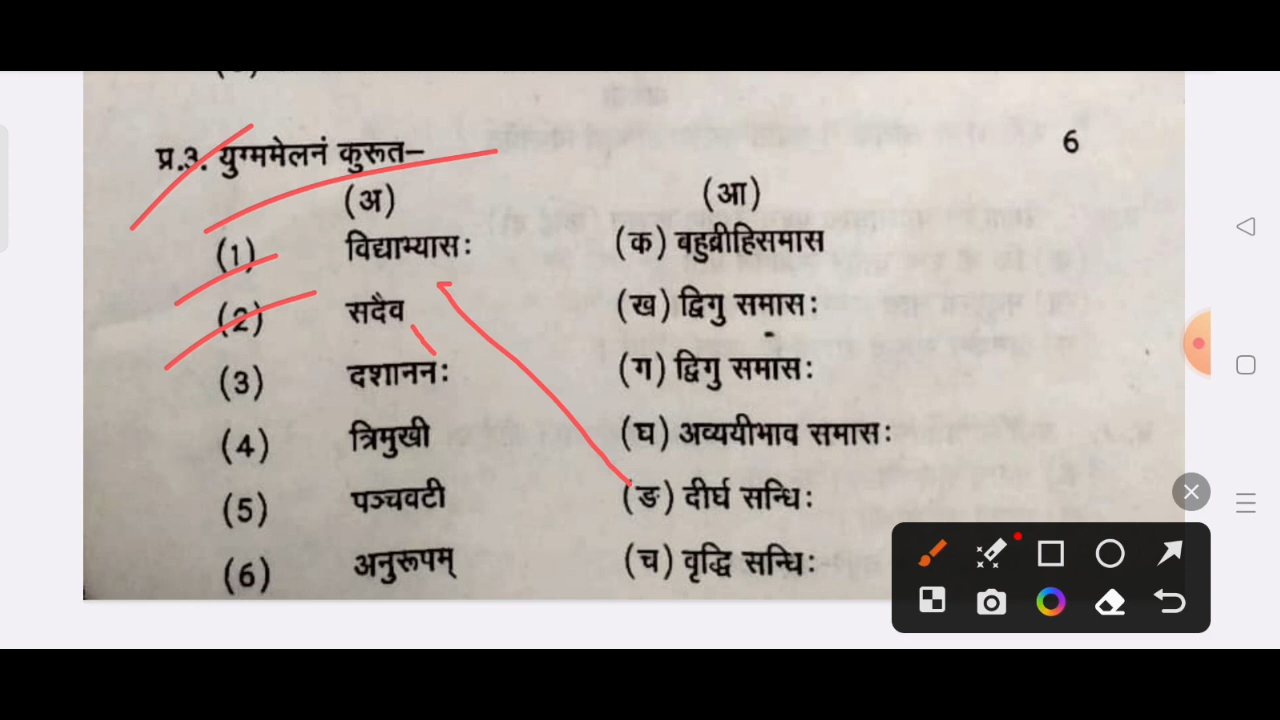 प्र.3. युग्ममेलनं कुरूत– 6
(अ) (आ)
(1) विद्याभ्यासः (क) बहुब्रीहिसमास
(2) सदैव (ख) द्विगु समासः
(3) दशाननः (ग) द्विगु समासः
(4) त्रिमुखी (घ) अव्ययीभाव समासः
(5) पञ्चवटी (ङ) दीर्घ सन्धिः
(6) अनुरूपम् (च) वृद्धि सन्धिः